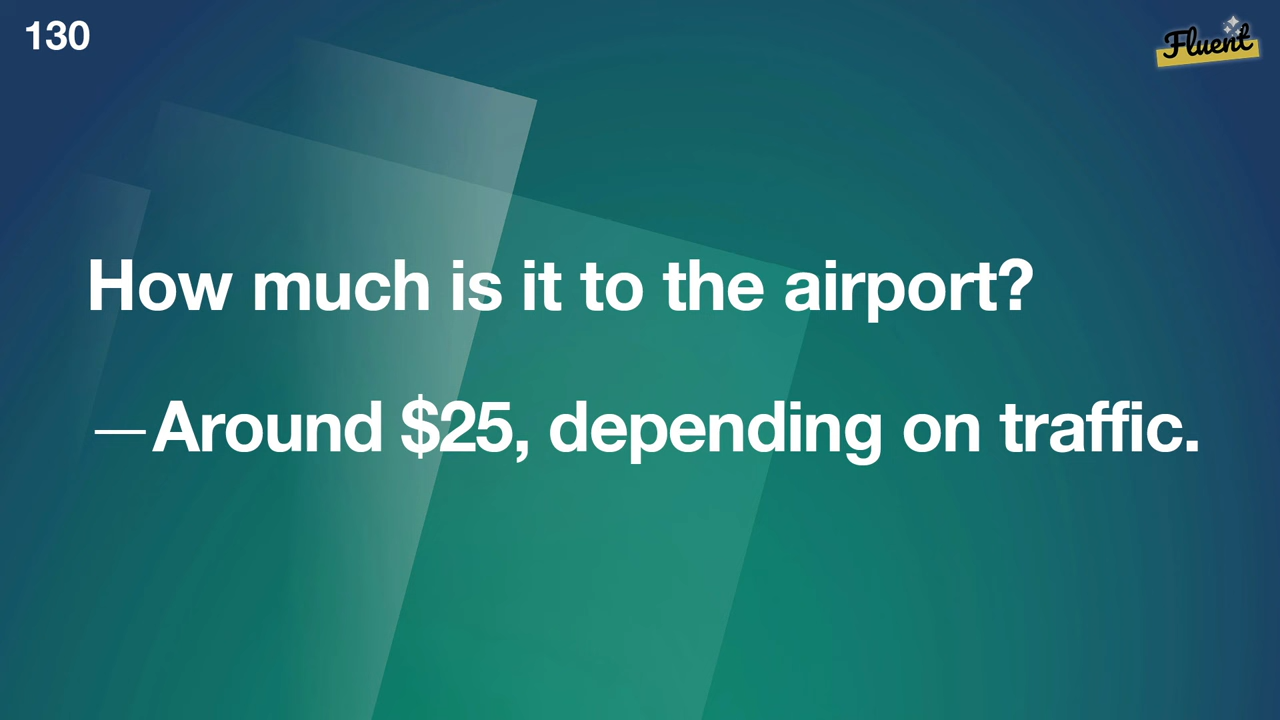 130
Fluent
How much is it to the airport?
—Around $25, depending on traffic.